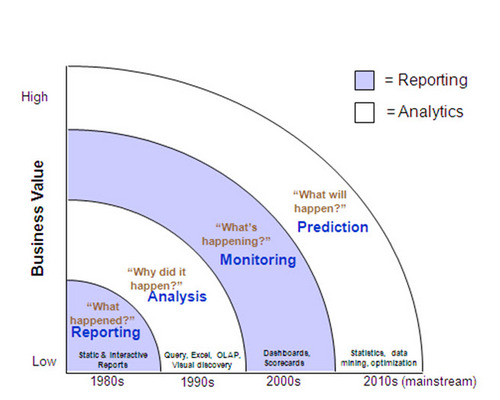 High
= Reporting
= Analytics
Business Value
"What will
happen?"
Prediction
"What's
happening?"
Monitoring
"Why did it
happen?"
Analysis
"What
happened?"
Reporting
Low
Static & Interactive
Reports
Query, Excel, OLAP,
Visual discovery
Dashboards,
Scorecards
Statistics, data
mining, optimization
1980s
1990s
2000s
2010s (mainstream)